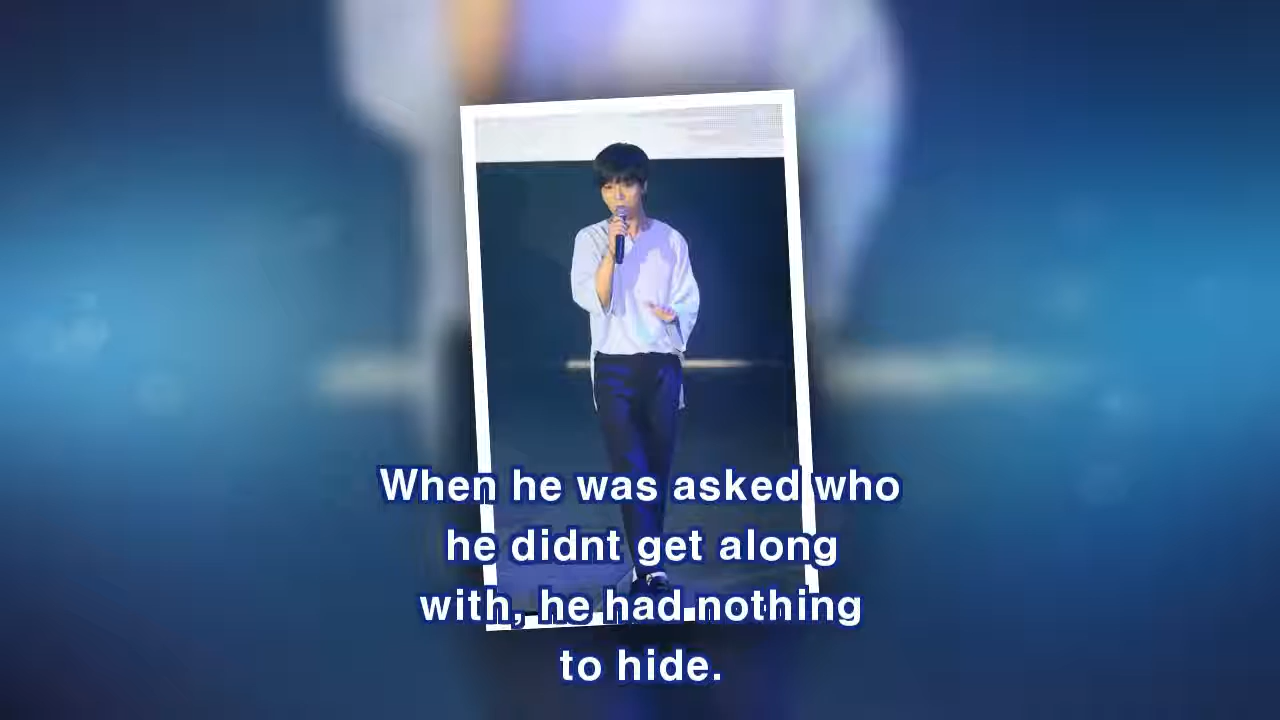 When he was asked who
he didnt get along
with, he had nothing
to hide.